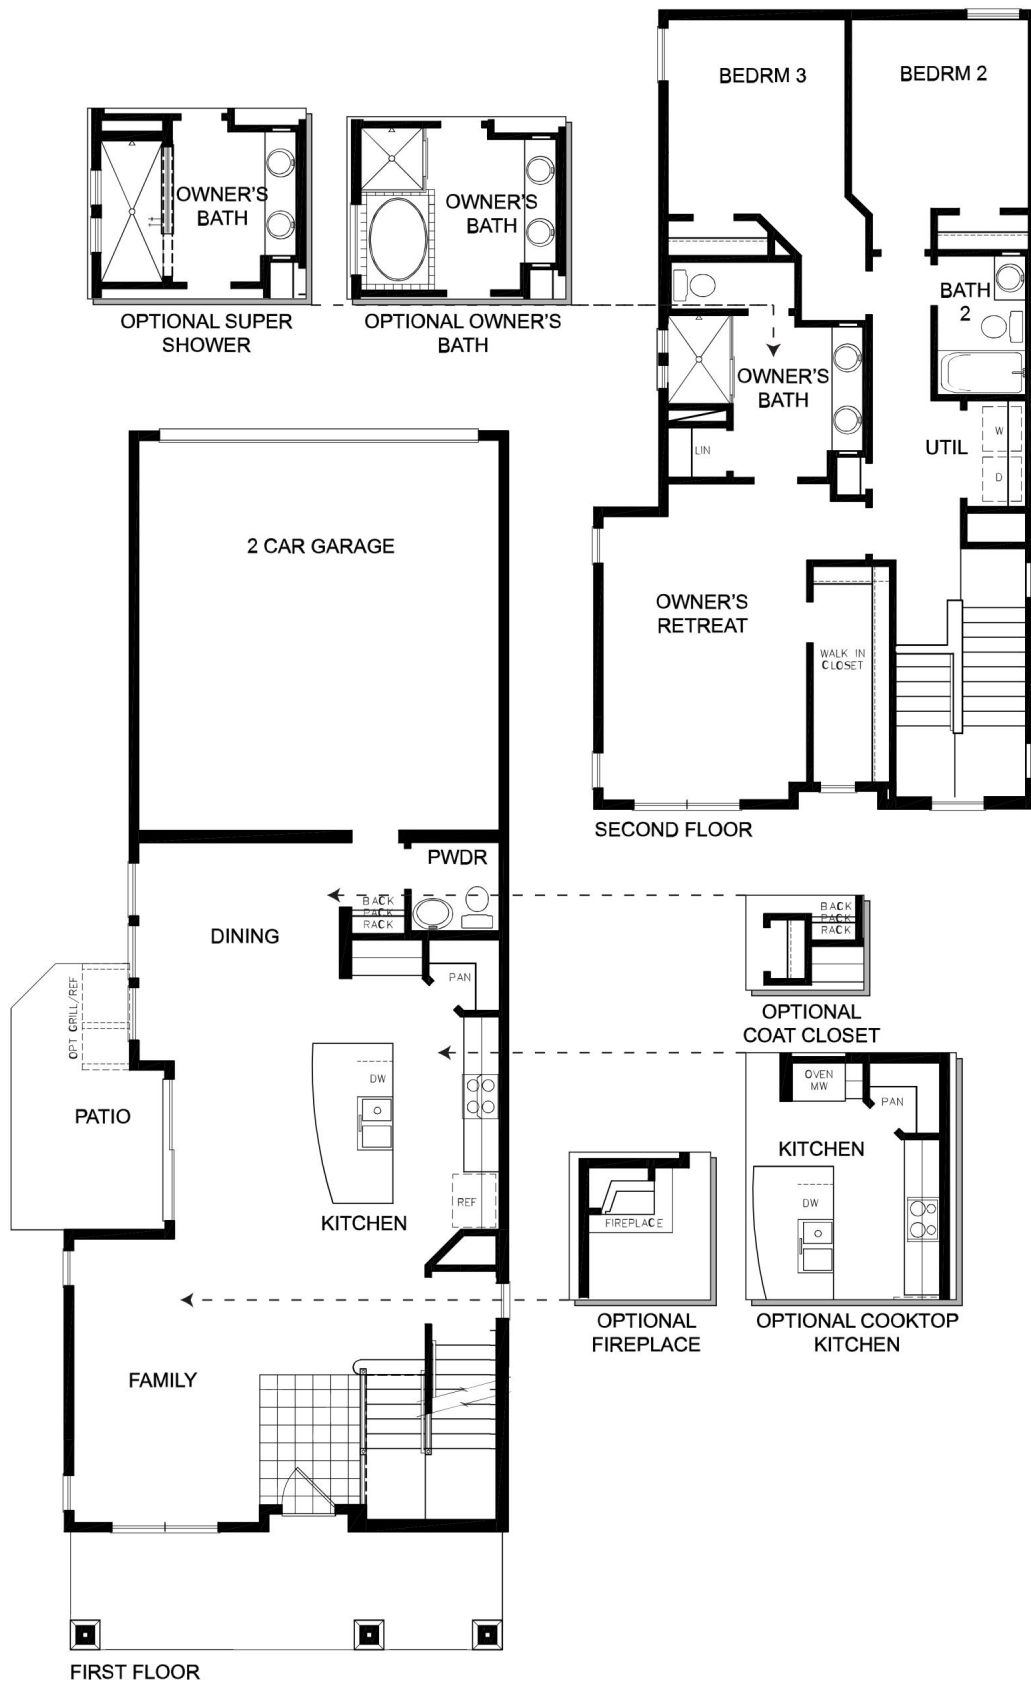 BEDRM 3
BEDRM 2
OWNER'S
BATH
OPTIONAL SUPER
SHOWER
OWNER'S
BATH
OPTIONAL OWNER'S
BATH
BATH
2
OWNER'S
BATH
LIN
UTIL
W
D
OWNER'S
RETREAT
WALK IN
CLOSET
SECOND FLOOR
2 CAR GARAGE
PWDR
BACK
PACK
RACK
DINING
PAN
OPT GRILL/REF
PATIO
DW
REF
KITCHEN
FAMILY
FIRST FLOOR
BACK
PACK
RACK
OPTIONAL
COAT CLOSET
OVEN
MW
PAN
KITCHEN
DW
OPTIONAL COOKTOP
KITCHEN
FIREPLACE
OPTIONAL
FIREPLACE